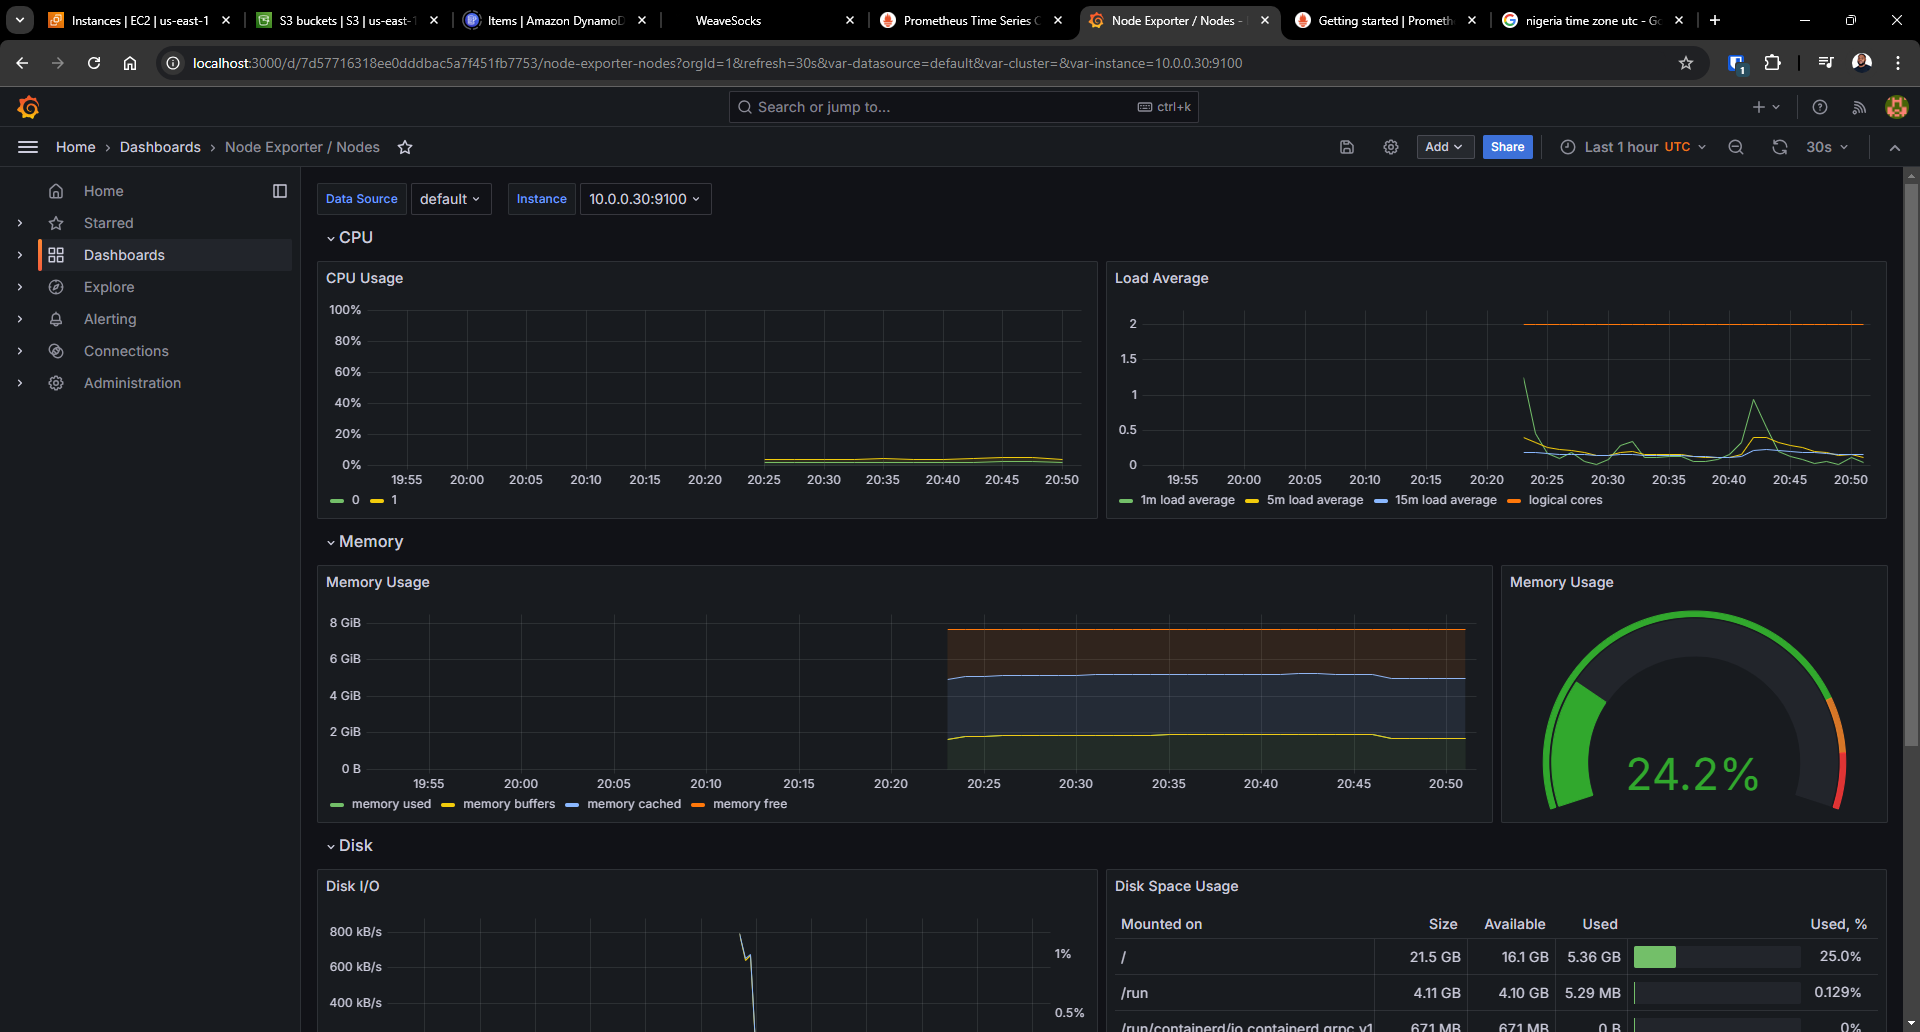 Instances | EC2 | us-east-1
S3 buckets | S3 | us-east-1
Items | Amazon DynamoD
WeaveSocks
Prometheus Time Series C
Node Exporter / Nodes -
Getting started | Prometh
nigeria time zone utc - Go
localhost:3000/d/7d57716318ee0dddbac5a7f451fb7753/node-exporter-nodes?orgId=1&refresh=30s&var-datasource=default&var-cluster=&var-instance=10.0.0.30:9100
1
Search or jump to...
ctrl+k
Home › Dashboards › Node Exporter / Nodes
Add
Share
Last 1 hour UTC
30s
Home
Starred
Dashboards
Explore
Alerting
Connections
Administration
Data Source default
Instance 10.0.0.30:9100
CPU
CPU Usage
100%
80%
60%
40%
20%
0%
19:55 20:00 20:05 20:10 20:15 20:20 20:25 20:30 20:35 20:40 20:45 20:50
0 1
Load Average
2
1.5
1
0.5
0
19:55 20:00 20:05 20:10 20:15 20:20 20:25 20:30 20:35 20:40 20:45 20:50
1m load average 5m load average 15m load average logical cores
Memory
Memory Usage
8 GiB
6 GiB
4 GiB
2 GiB
0 B
19:55 20:00 20:05 20:10 20:15 20:20 20:25 20:30 20:35 20:40 20:45 20:50
memory used memory buffers memory cached memory free
Memory Usage
24.2%
Disk
Disk I/O
800 kB/s
600 kB/s
400 kB/s
1%
0.5%
Disk Space Usage
Mounted on Size Available Used Used, %
/ 21.5 GB 16.1 GB 5.36 GB 25.0%
/run 4.11 GB 4.10 GB 5.29 MB 0.129%
/run/containerd/io.containerd.grpc.v1 671 MB 671 MB 0 B 0%